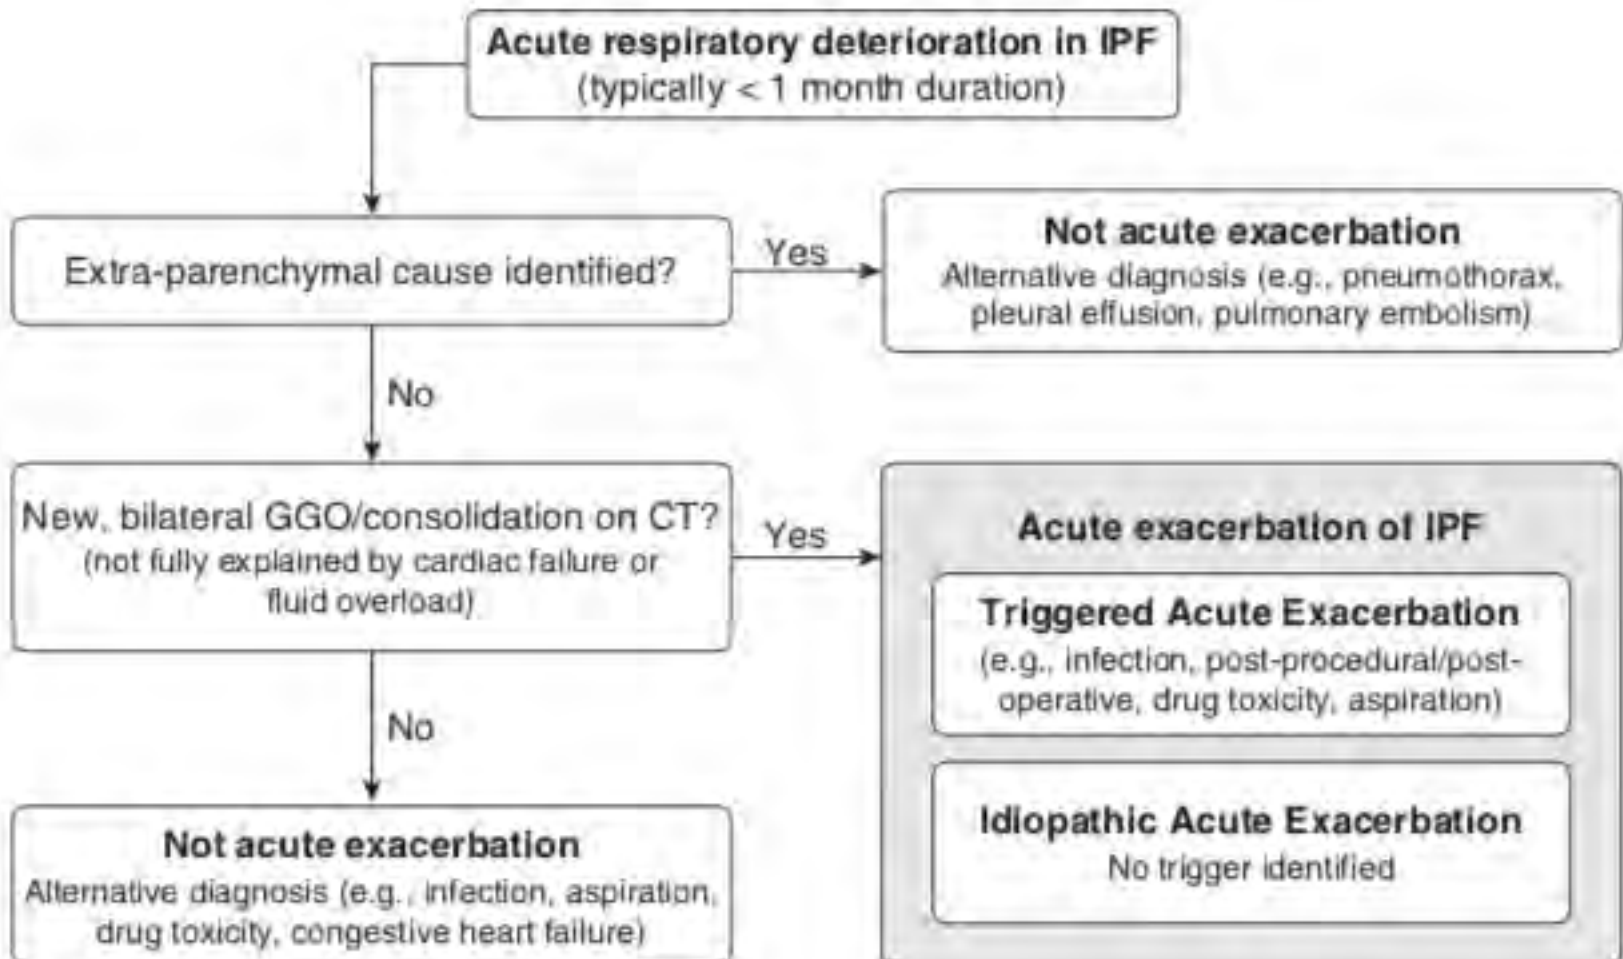 Acute respiratory deterioration in IPF
(typically < 1 month duration)
Extra-parenchymal cause identified?
Yes
Not acute exacerbation
Alternative diagnosis (e.g., pneumothorax,
pleural effusion, pulmonary embolism)
No
New, bilateral GGO/consolidation on CT?
(not fully explained by cardiac failure or
fluid overload)
Yes
Acute exacerbation of IPF
Triggered Acute Exacerbation
(e.g., infection, post-procedural/post-
operative, drug toxicity, aspiration)
Idiopathic Acute Exacerbation
No trigger identified
No
Not acute exacerbation
Alternative diagnosis (e.g., infection, aspiration,
drug toxicity, congestive heart failure)